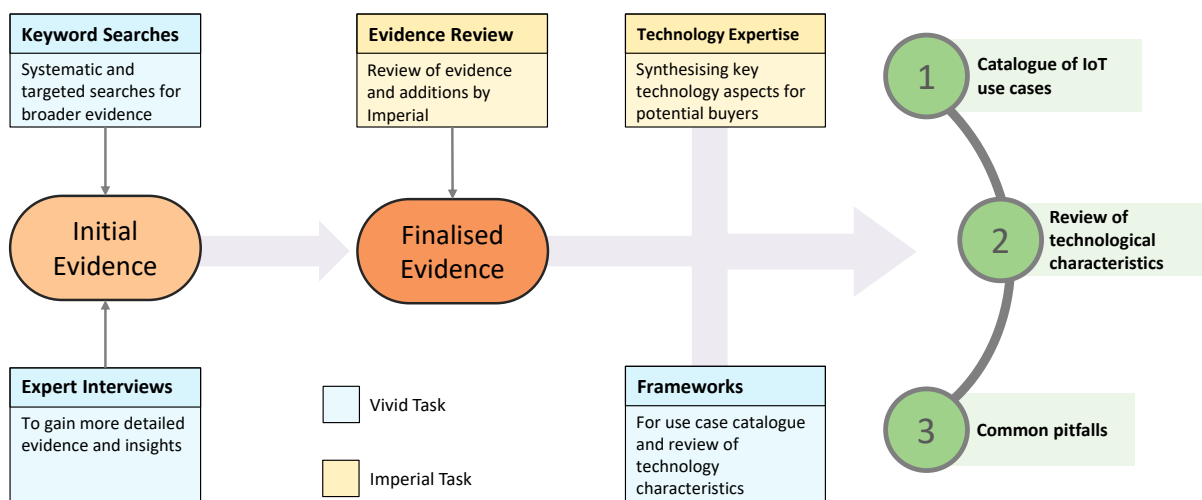 Keyword Searches
Systematic and
targeted searches for
broader evidence
Evidence Review
Review of evidence
and additions by
Imperial
Technology Expertise
Synthesising key
technology aspects for
potential buyers
1
Catalogue of IoT
use cases
Initial
Evidence
Finalised
Evidence
2
Review of
technological
characteristics
Expert Interviews
To gain more detailed
evidence and insights
Vivid Task
Imperial Task
Frameworks
For use case catalogue
and review of
technology
characteristics
3
Common pitfalls